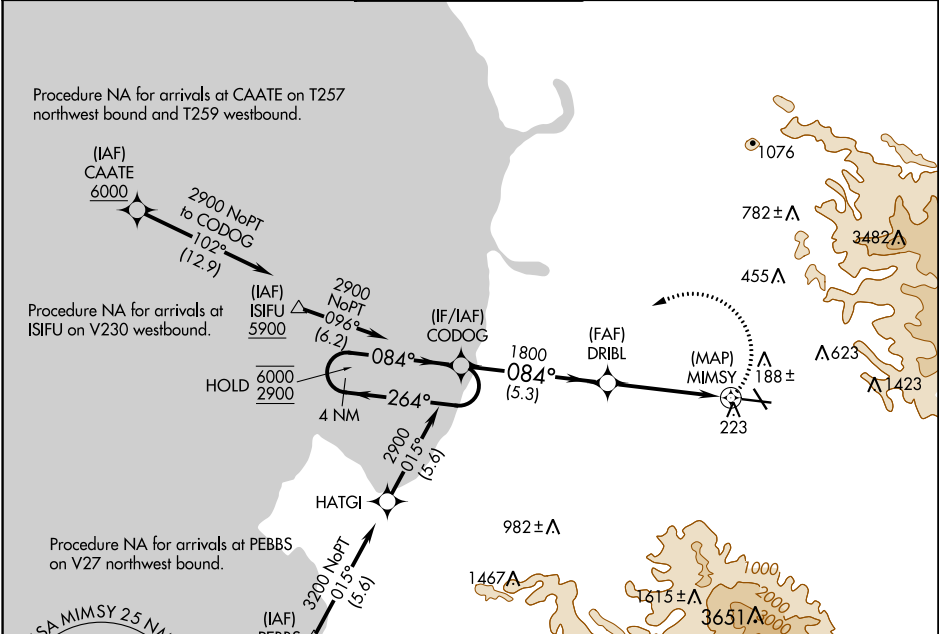 Procedure NA for arrivals at CAATE on T257
northwest bound and T259 westbound.
(IAF)
CAATE
6000
2900 NoPT
to CODOG
102°
(12.9)
1076
782±
3482
455
Procedure NA for arrivals at
ISIFU on V230 westbound.
(IAF)
ISIFU
5900
2900
NoPT
096°
(6.2)
(IF/IAF)
CODOG
084°
HOLD
6000
2900
4 NM
264°
1800
084°
(5.3)
(FAF)
DRIBL
(MAP)
MIMSY
188±
223
623
1423
2900
015°
(5.6)
HATGI
Procedure NA for arrivals at PEBBS
on V27 northwest bound.
3200 NoPT
015°
(5.6)
(IAF)
982±
1467
1615±
3651
1000
2000
3000
MIMSY 25